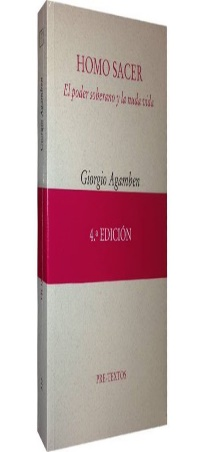 HOMO SACER
El poder soberano y la nuda vida
Giorgio Agamben
4.ª EDICIÓN
PRE-TEXTOS